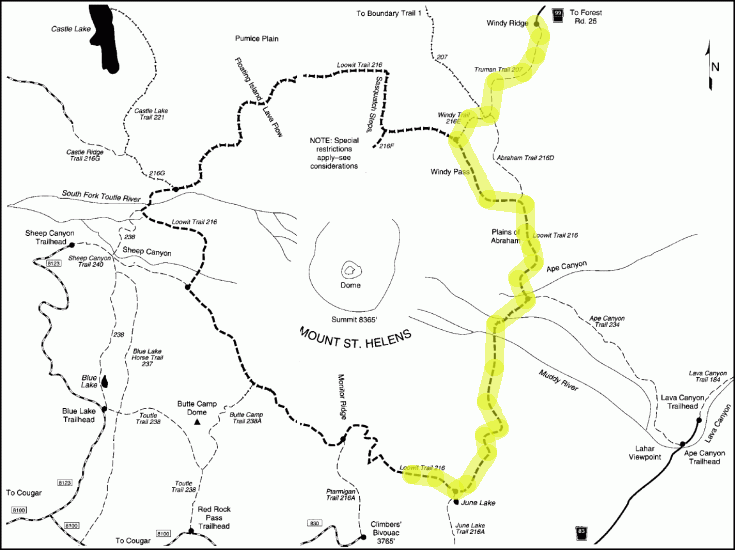 Castle Lake
Pumice Plain
To Boundary Trail 1
Windy Ridge
99
To Forest
Rd. 25
N
207
Truman Trail 207
Loowit Trail 216
Floating Island
Lava Flow
Sasquatch Steps
Castle Lake
Trail 221
Windy Trail
216E
NOTE: Special
restrictions
apply–see
considerations
216F
Castle Ridge
Trail 216G
216G
Abraham Trail 216D
Windy Pass
South Fork Toutle River
Loowit Trail 216
Sheep Canyon
Trailhead
238
Sheep Canyon
Plains of
Abraham
Loowit Trail 216
8123
Sheep Canyon
Trail 240
Ape Canyon
Dome
Summit 8365'
MOUNT ST. HELENS
Ape Canyon
Trail 234
238
Blue Lake
Horse Trail
237
Muddy River
Blue
Lake
Monitor Ridge
Lava Canyon
Trail 184
Blue Lake
Trailhead
Toutle
Trail 238
Butte Camp
Dome
Butte Camp
Trail 238A
Lava Canyon
Trailhead
Lava Canyon
Lahar
Viewpoint
Ape Canyon
Trailhead
Loowit Trail 216
8123
Toutle
Trail 238
Ptarmigan
Trail 216A
June Lake
To Cougar
8100
8100
Red Rock
Pass
Trailhead
To Cougar
8100
830
Climbers'
Bivouac
3765'
June Lake
Trail 216A
83